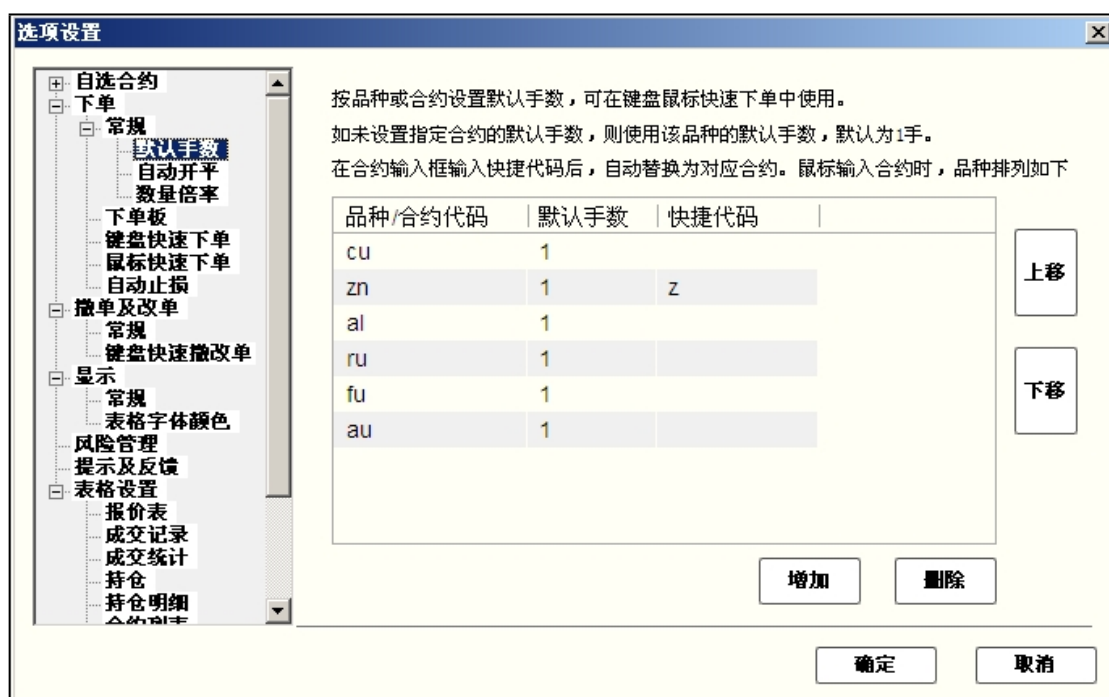 选项设置
自选合约
下单
常规
默认手数
自动开平
数量倍率
下单板
键盘快速下单
鼠标快速下单
自动止损
撤单及改单
常规
键盘快速撤改单
显示
常规
表格字体颜色
风险管理
提示及反馈
表格设置
报价表
成交记录
成交统计
持仓
持仓明细
合约列表
按品种或合约设置默认手数，可在键盘鼠标快速下单中使用。
如未设置指定合约的默认手数，则使用该品种的默认手数，默认为1手。
在合约输入框输入快捷代码后，自动替换为对应合约。鼠标输入合约时，品种排列如下
品种/合约代码 默认手数 快捷代码
cu 1
zn 1 z
al 1
ru 1
fu 1
au 1
上移
下移
增加 删除
确定 取消